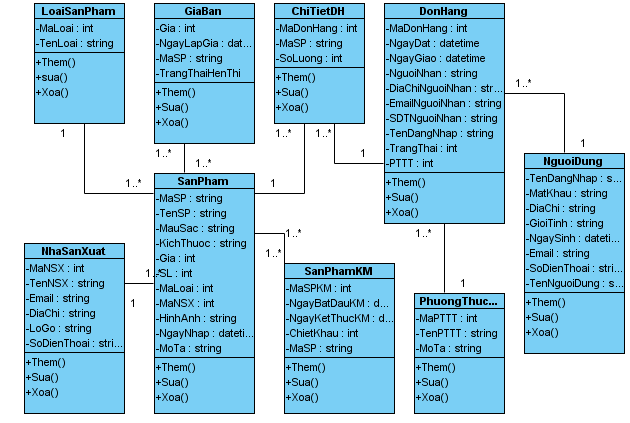 LoaiSanPham
-MaLoai : int
-TenLoai : string
+Them()
+sua()
+Xoa()
GiaBan
-Gia : int
-NgayLapGia : dat...
-MaSP : string
-TrangThaiHenThi
+Them()
+Sua()
+Xoa()
ChiTietDH
-MaDonHang : int
-MaSP : string
-SoLuong : int
+Them()
+Sua()
+Xoa()
DonHang
-MaDonHang : int
-NgayDat : datetime
-NgayGiao : datetime
-NguoiNhan : string
-DiaChiNguoiNhan : str...
-EmailNguoiNhan : string
-SDTNguoiNhan : string
-TenDangNhap : string
-TrangThai : int
-PTTT : int
+Them()
+Sua()
+Xoa()
1..*
1
1..*
1..*
1..*
1..*
1
1
1
1..*
1
SanPham
-MaSP : string
-TenSP : string
-MauSac : string
-KichThuoc : string
-Gia : int
-SL : int
-MaLoai : int
-MaNSX : int
-HinhAnh : string
-NgayNhap : dateti...
-MoTa : string
+Them()
+Sua()
+Xoa()
NguoiDung
-TenDangNhap : s...
-MatKhau : string
-DiaChi : string
-GioiTinh : string
-NgaySinh : dateti...
-Email : string
-SoDienThoai : stri...
-TenNguoiDung : s...
+Them()
+Sua()
+Xoa()
1..*
1..*
1..*
NhaSanXuat
-MaNSX : int
-TenNSX : string
-Email : string
-DiaChi : string
-LoGo : string
-SoDienThoai : stri...
+Them()
+Sua()
+Xoa()
1
SanPhamKM
-MaSPKM : int
-NgayBatDauKM : d...
-NgayKetThucKM : d...
-ChietKhau : int
-MaSP : string
+Them()
+Sua()
+Xoa()
1
PhuongThuc...
-MaPTTT : int
-TenPTTT : string
-MoTa : string
+Them()
+Sua()
+Xoa()